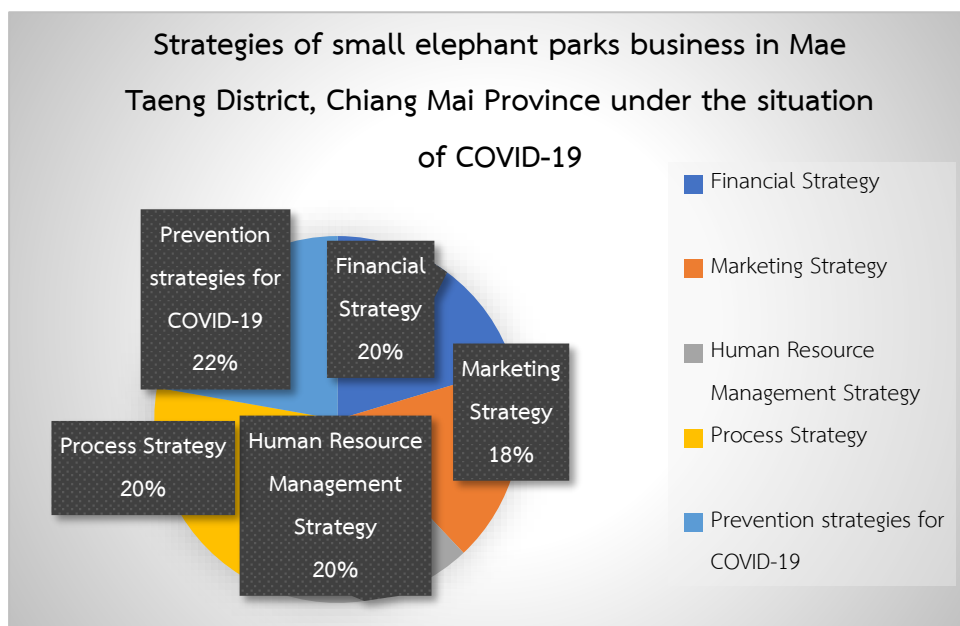 Strategies of small elephant parks business in Mae
Taeng District, Chiang Mai Province under the situation
of COVID-19
Prevention
strategies for
COVID-19
22%
Financial
Strategy
20%
Marketing
Strategy
18%
Process Strategy
20%
Human Resource
Management
Strategy
20%
Financial Strategy
Marketing Strategy
Human Resource
Management Strategy
Process Strategy
Prevention strategies for
COVID-19